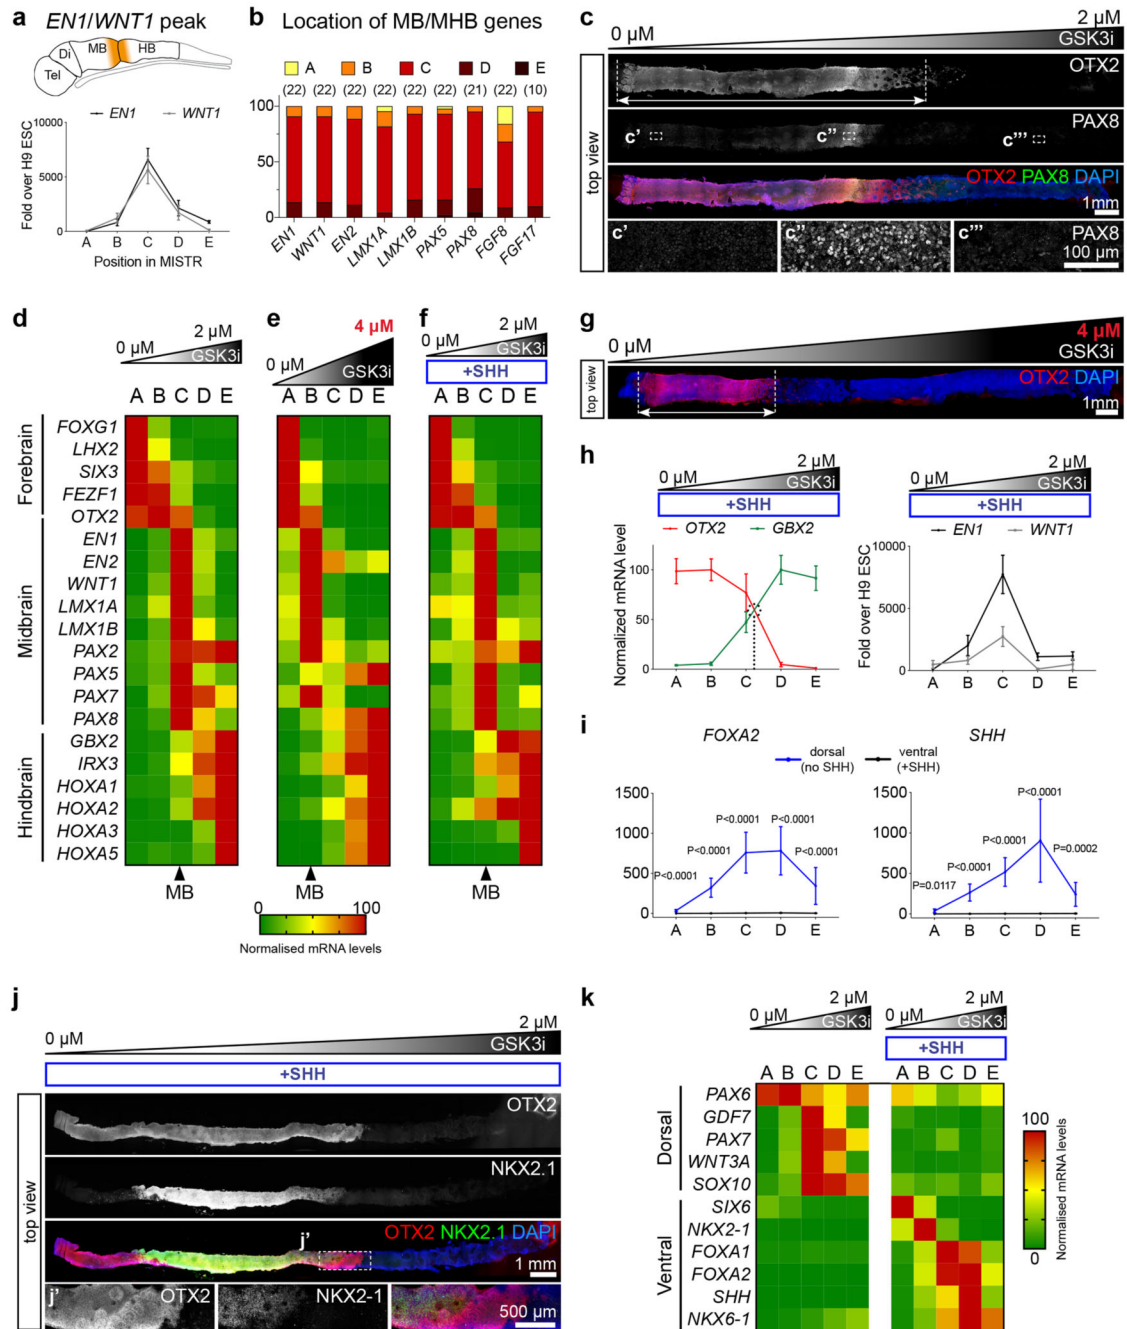 a
EN1/WNT1 peak
Tel
Di
MB
HB
EN1 WNT1
Fold over H9 ESC
10000
5000
0
A B C D E
Position in MISTR
b
Location of MB/MHB genes
A B C D E
(22) (22) (22) (22) (22) (22) (21) (22) (10)
100
50
0
EN1 WNT1 EN2 LMX1A LMX1B PAX5 PAX8 FGF8 FGF17
c
0 µM
2 µM
GSK3i
OTX2
PAX8
c' c'' c'''
OTX2 PAX8 DAPI
1mm
c' c'' c''' PAX8
100 µm
top view
d
0 µM
2 µM
GSK3i
A B C D E
e
0 µM
4 µM
GSK3i
A B C D E
f
0 µM
2 µM
GSK3i
+SHH
A B C D E
Forebrain
FOXG1
LHX2
SIX3
FEZF1
OTX2
Midbrain
EN1
EN2
WNT1
LMX1A
LMX1B
PAX2
PAX5
PAX7
PAX8
Hindbrain
GBX2
IRX3
HOXA1
HOXA2
HOXA3
HOXA5
MB MB MB
0 100
Normalised mRNA levels
g
0 µM
4 µM
GSK3i
top view
OTX2 DAPI
1mm
h
0 µM
2 µM
GSK3i
+SHH
OTX2 GBX2
Normalized mRNA level
100
50
0
A B C D E
0 µM
2 µM
GSK3i
+SHH
EN1 WNT1
Fold over H9 ESC
10000
5000
0
A B C D E
i
FOXA2
SHH
dorsal
(no SHH)
ventral
(+SHH)
1500
1000
500
0
P<0.0001
P<0.0001
P<0.0001
P<0.0001
P<0.0001
A B C D E
1500
1000
500
0
P=0.0117
P<0.0001
P<0.0001
P<0.0001
P=0.0002
A B C D E
j
0 µM
2 µM
GSK3i
+SHH
top view
OTX2
NKX2.1
OTX2 NKX2.1 DAPI
j'
1 mm
j' OTX2
NKX2-1
500 µm
k
0 µM
2 µM
GSK3i
A B C D E
0 µM
2 µM
GSK3i
+SHH
A B C D E
Dorsal
PAX6
GDF7
PAX7
WNT3A
SOX10
Ventral
SIX6
NKX2-1
FOXA1
FOXA2
SHH
NKX6-1
100
0
Normalised mRNA levels